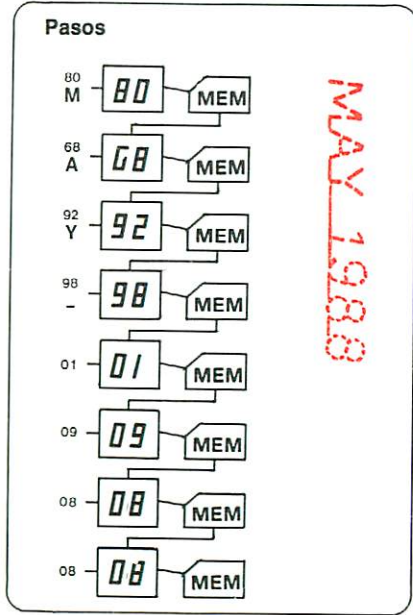 Pasos
80
M
80 MEM
68
A
G8 MEM
92
Y
92 MEM
98
-
98 MEM
01 01 MEM
09 09 MEM
08 08 MEM
08 08 MEM
MAY 1988